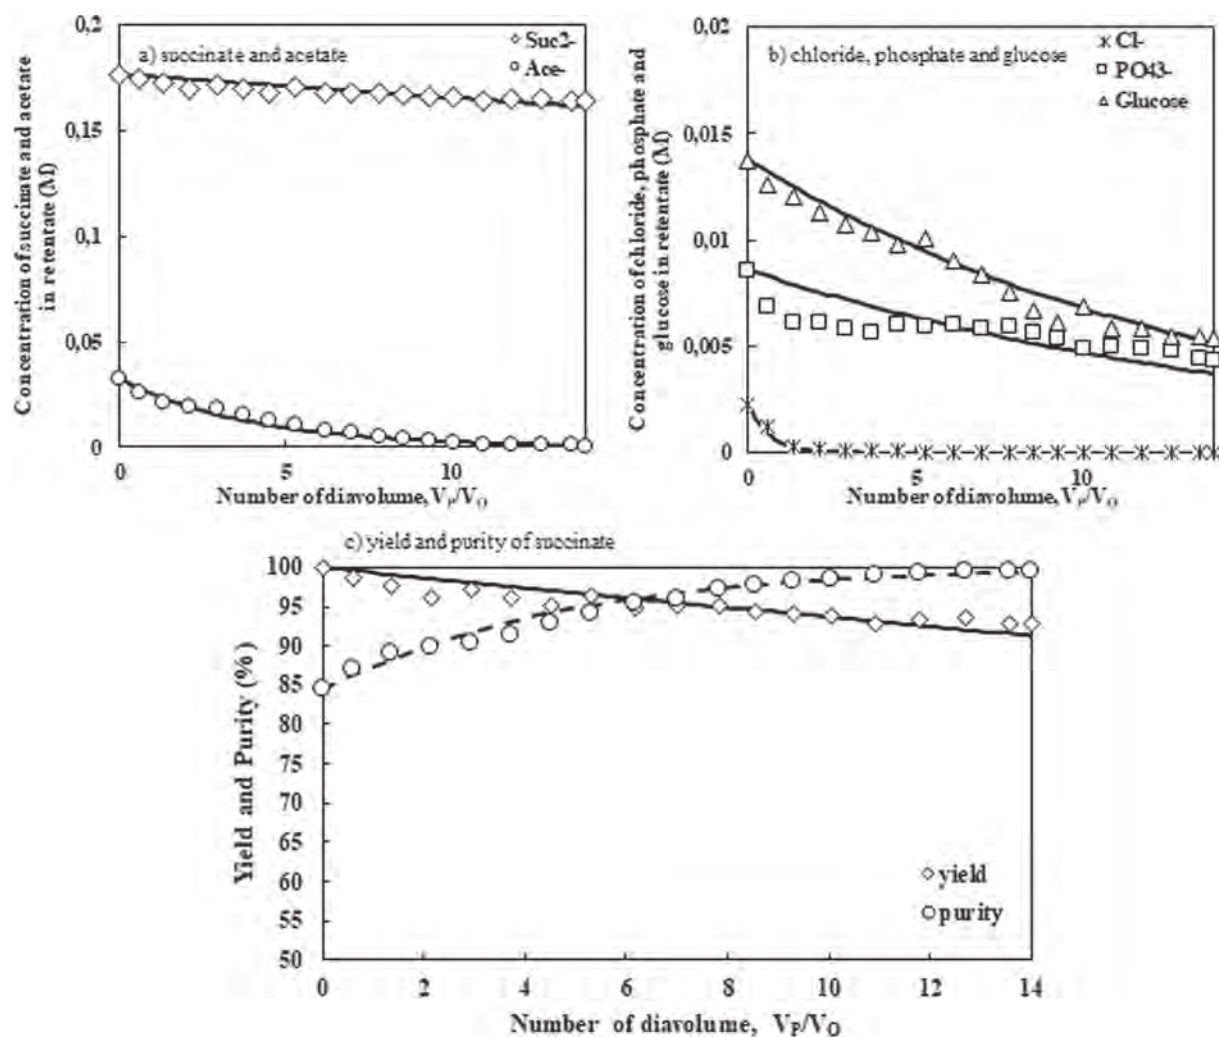 a) succinate and acetate
Suc2-
Ace-
0,2
0,15
0,1
0,05
0
0 5 10
Concentration of succinate and acetate
in retentate (M)
Number of diavolume, VP/VO
b) chloride, phosphate and glucose
Cl-
PO43-
Glucose
0,02
0,015
0,01
0,005
0
0 5 10
Concentration of chloride, phosphate and
glucose in retentate (M)
Number of diavolume, VP/VO
c) yield and purity of succinate
100
95
90
85
80
75
70
65
60
55
50
0 2 4 6 8 10 12 14
yield
purity
Yield and Purity (%)
Number of diavolume, VP/VO